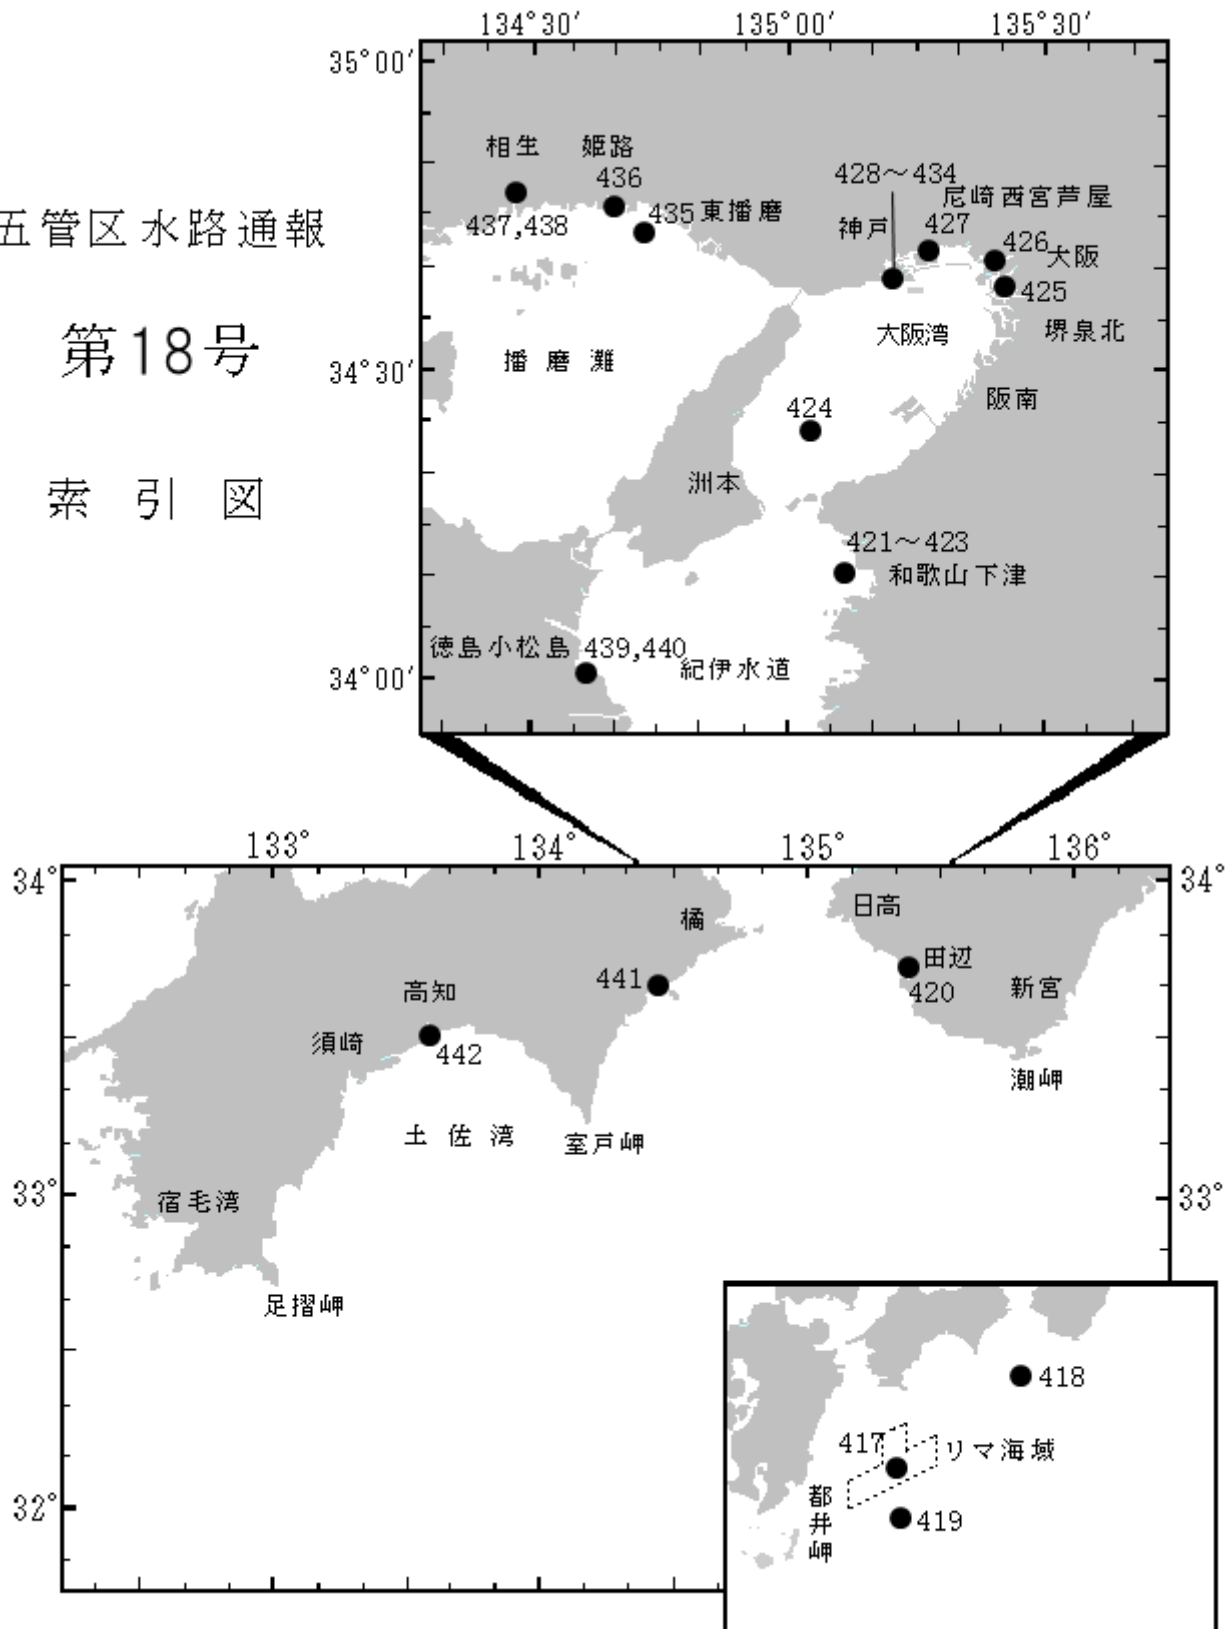 134°30′ 135°00′ 135°30′
35°00′
相生 姫路
436
437,438
435 東播磨
428～434
尼崎西宮芦屋
427
神戸
426 大阪
425
堺泉北
五管区水路通報
第18号
索引図
大阪湾
播磨灘
34°30′
阪南
424
洲本
421～423
和歌山下津
徳島小松島 439,440
紀伊水道
34°00′
133° 134° 135° 136°
34° 34°
橘
日高
441
田辺
420
新宮
高知
須崎
442
潮岬
土佐湾
室戸岬
33° 33°
宿毛湾
足摺岬
418
417
リマ海域
都井岬
419
32°